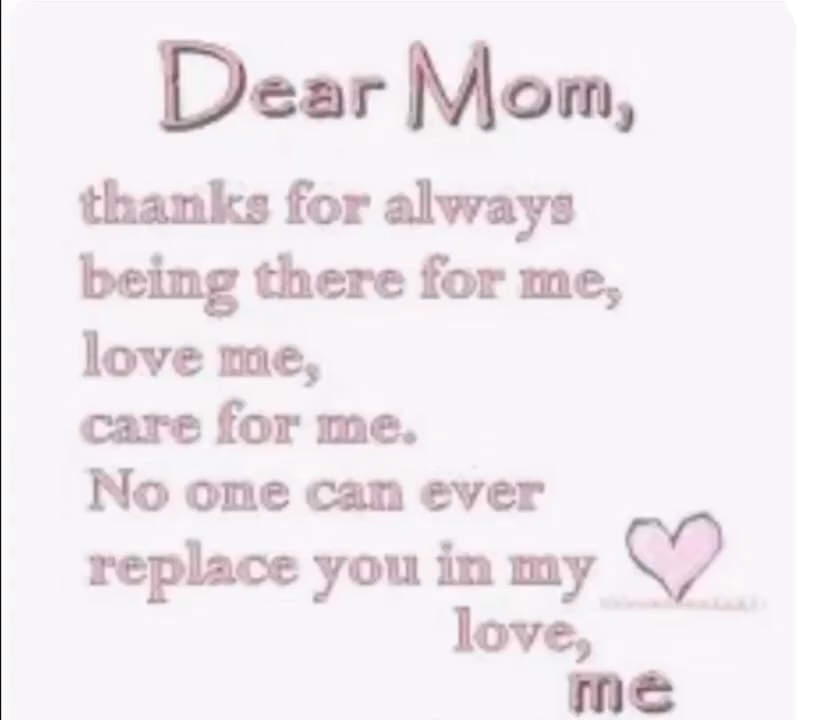 Dear Mom,
thanks for always
being there for me,
love me,
care for me.
No one can ever
replace you in my
love,
me